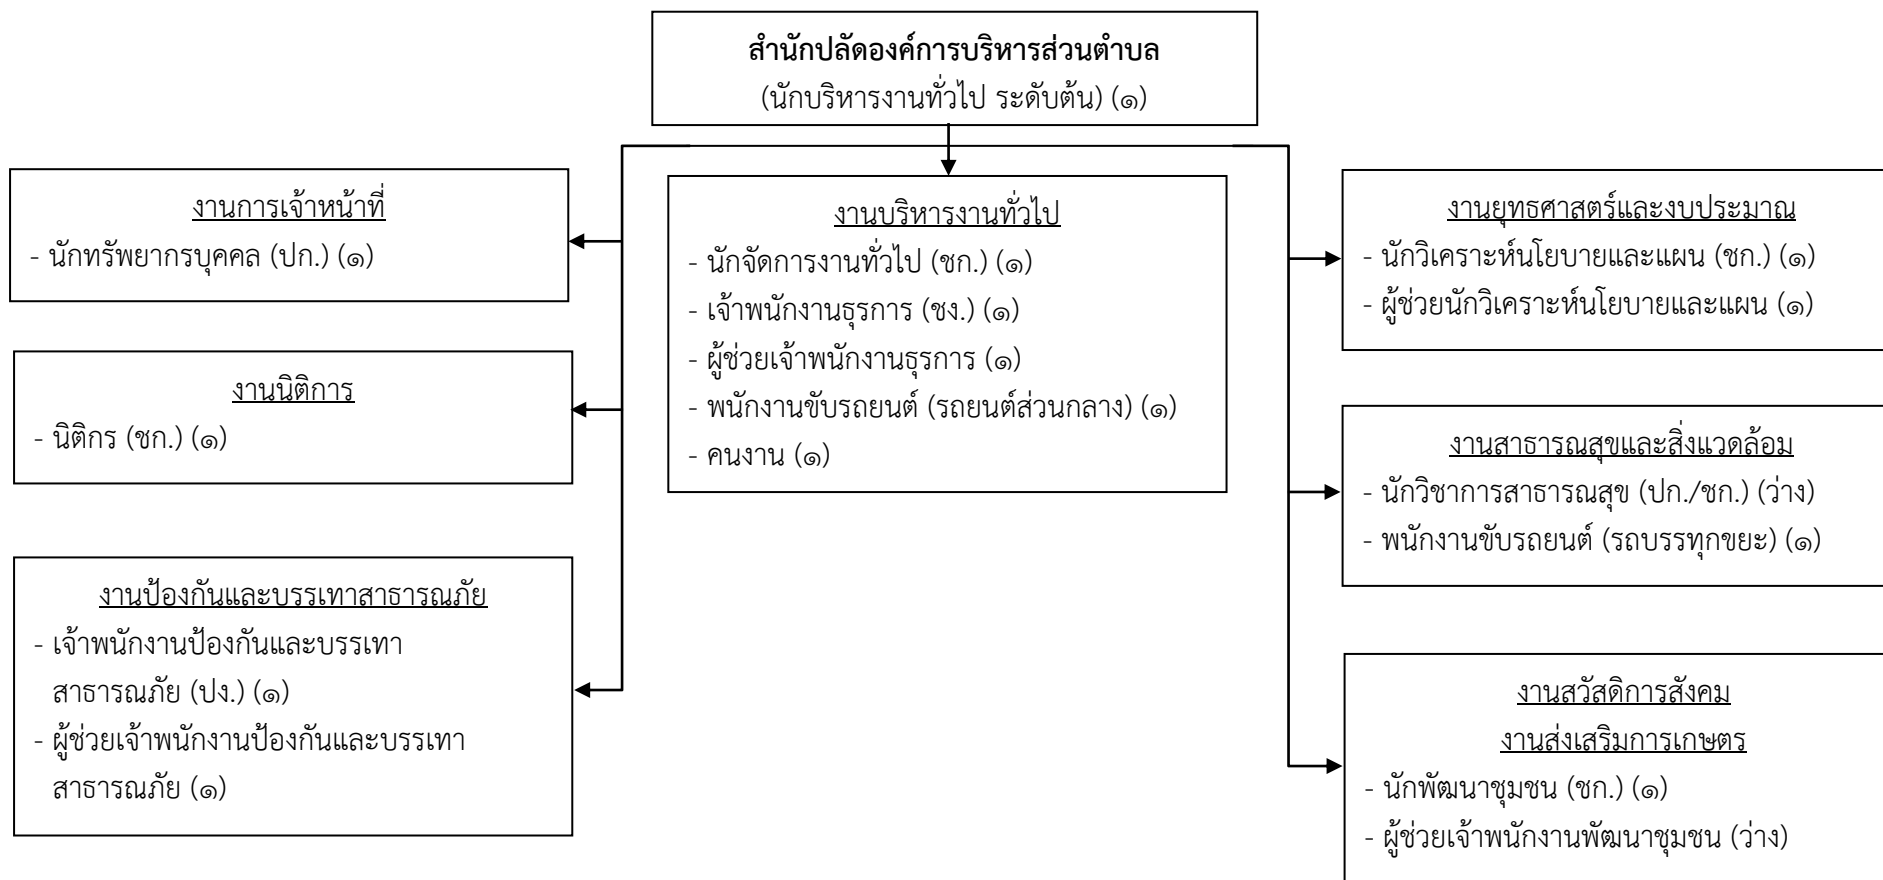 สำนักปลัดองค์การบริหารส่วนตำบล
(นักบริหารงานทั่วไป ระดับต้น) (๑)
งานการเจ้าหน้าที่
- นักทรัพยากรบุคคล (ปก.) (๑)
งานนิติการ
- นิติกร (ชก.) (๑)
งานป้องกันและบรรเทาสาธารณภัย
- เจ้าพนักงานป้องกันและบรรเทา
สาธารณภัย (ปง.) (๑)
- ผู้ช่วยเจ้าพนักงานป้องกันและบรรเทา
สาธารณภัย (๑)
งานบริหารงานทั่วไป
- นักจัดการงานทั่วไป (ชก.) (๑)
- เจ้าพนักงานธุรการ (ชง.) (๑)
- ผู้ช่วยเจ้าพนักงานธุรการ (๑)
- พนักงานขับรถยนต์ (รถยนต์ส่วนกลาง) (๑)
- คนงาน (๑)
งานยุทธศาสตร์และงบประมาณ
- นักวิเคราะห์นโยบายและแผน (ชก.) (๑)
- ผู้ช่วยนักวิเคราะห์นโยบายและแผน (๑)
งานสาธารณสุขและสิ่งแวดล้อม
- นักวิชาการสาธารณสุข (ปก./ชก.) (ว่าง)
- พนักงานขับรถยนต์ (รถบรรทุกขยะ) (๑)
งานสวัสดิการสังคม
งานส่งเสริมการเกษตร
- นักพัฒนาชุมชน (ชก.) (๑)
- ผู้ช่วยเจ้าพนักงานพัฒนาชุมชน (ว่าง)